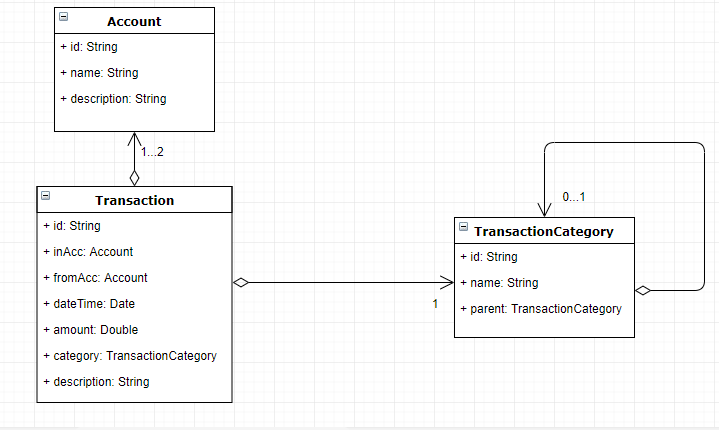 Account
+ id: String
+ name: String
+ description: String
1...2
Transaction
+ id: String
+ inAcc: Account
+ fromAcc: Account
+ dateTime: Date
+ amount: Double
+ category: TransactionCategory
+ description: String
1
0...1
TransactionCategory
+ id: String
+ name: String
+ parent: TransactionCategory